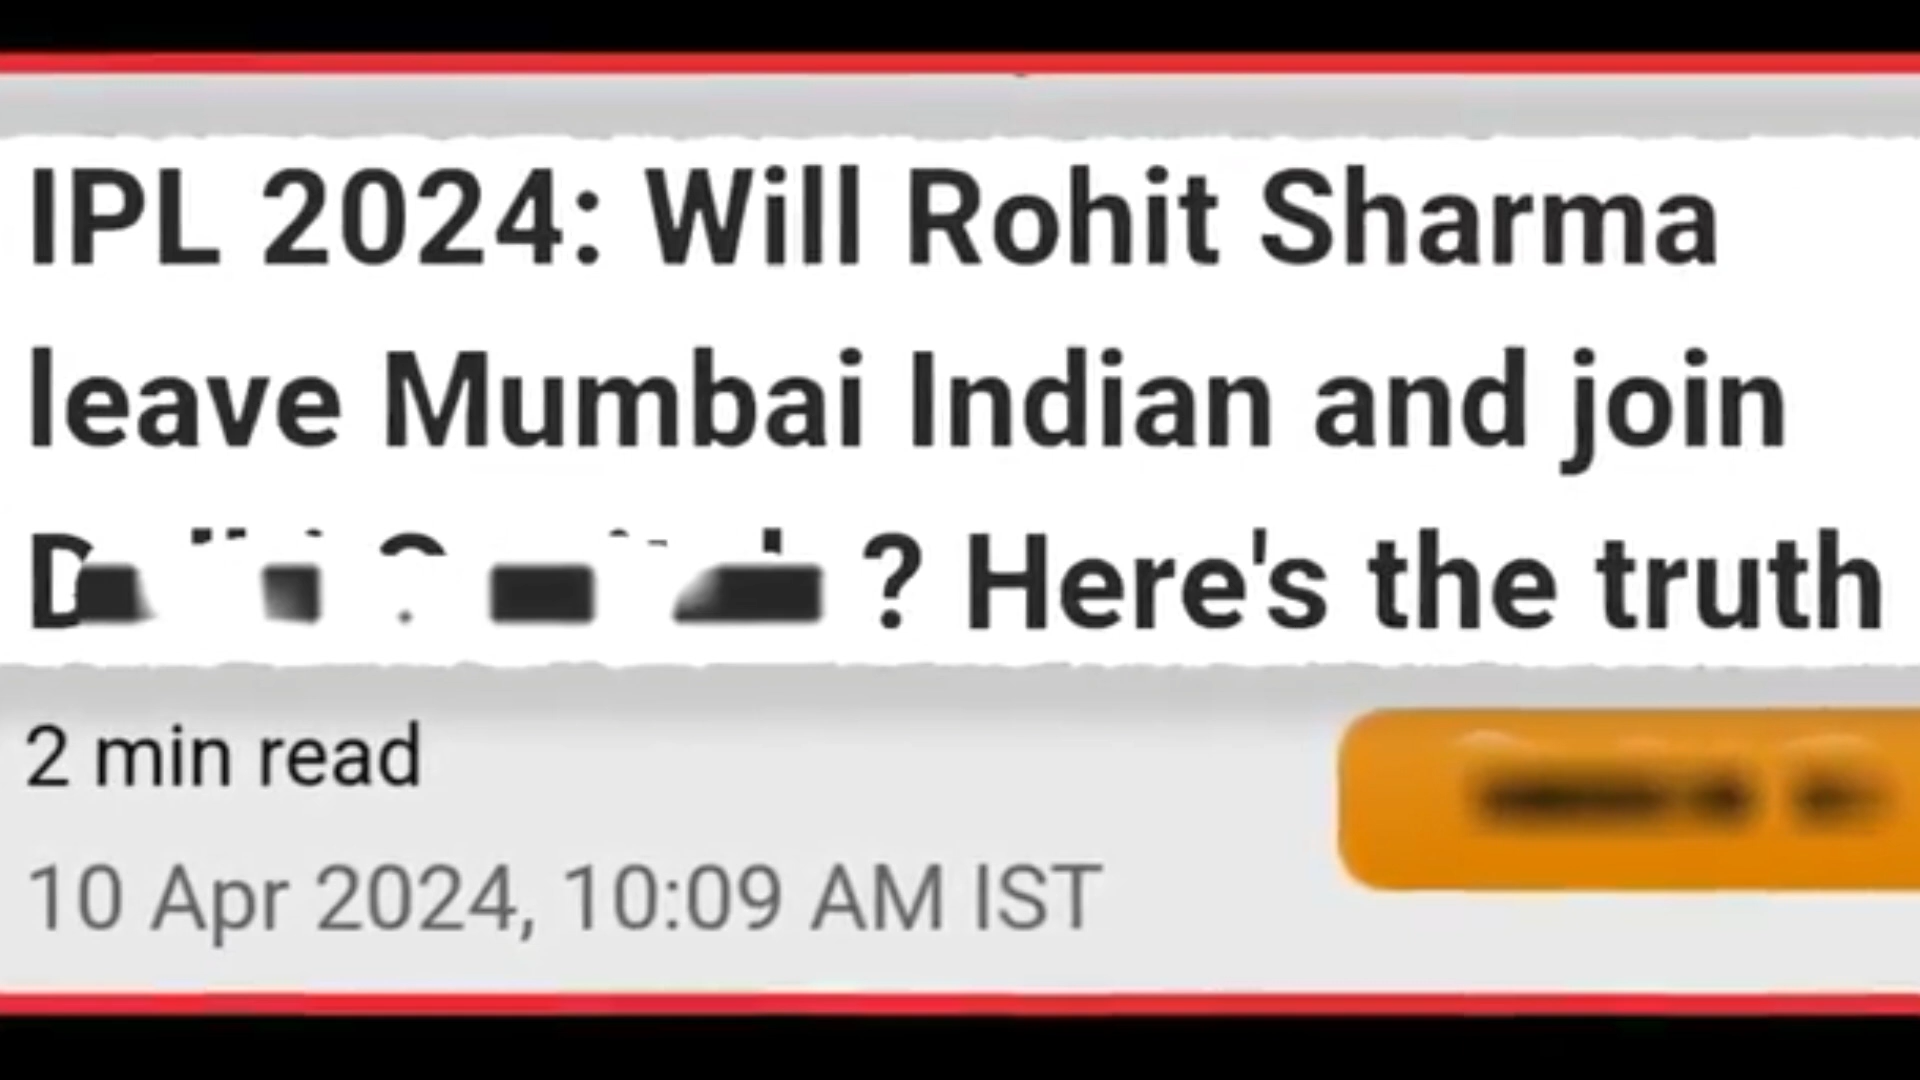 IPL 2024: Will Rohit Sharma
leave Mumbai Indian and join
? Here's the truth
2 min read
10 Apr 2024, 10:09 AM IST